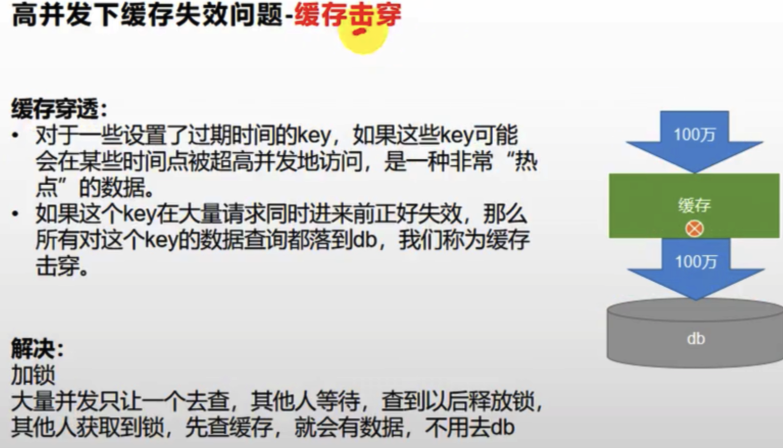 高并发下缓存失效问题-缓存击穿
缓存穿透：
• 对于一些设置了过期时间的key，如果这些key可能
会在某些时间点被超高并发地访问，是一种非常“热
点”的数据。
• 如果这个key在大量请求同时进来前正好失效，那么
所有对这个key的数据查询都落到db，我们称为缓存
击穿。
解决：
加锁
大量并发只让一个去查，其他人等待，查到以后释放锁，
其他人获取到锁，先查缓存，就会有数据，不用去db
100万
缓存
100万
db